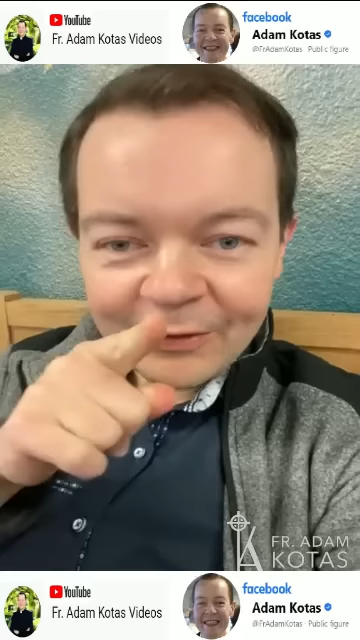 YouTube
Fr. Adam Kotas Videos
facebook
Adam Kotas
@FrAdamKotas · Public figure
FR. ADAM
KOTAS
YouTube
Fr. Adam Kotas Videos
facebook
Adam Kotas
@FrAdamKotas · Public figure